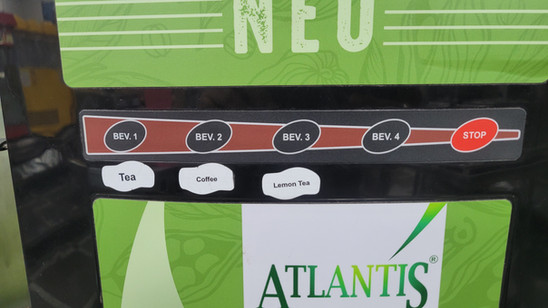 NEU
BEV. 1 BEV. 2 BEV. 3 BEV. 4 STOP
Tea Coffee Lemon Tea
ATLANTIS®